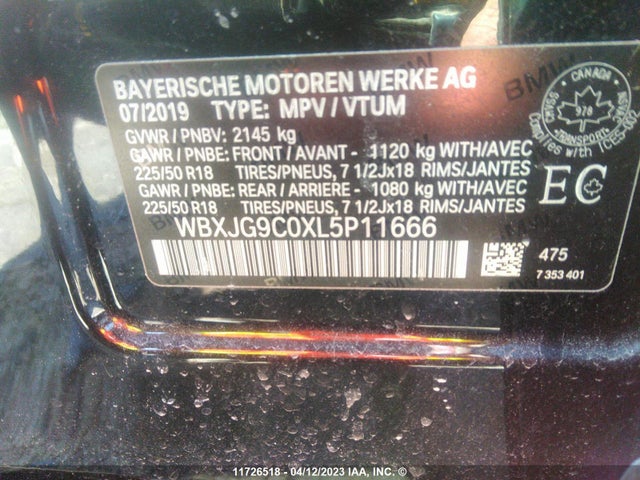 BAYERISCHE MOTOREN WERKE AG
07/2019 TYPE: MPV / VTUM
GVWR / PNBV: 2145 kg
GAWR / PNBE: FRONT / AVANT - 1120 kg WITH/AVEC
225/50 R18 TIRES/PNEUS, 7 1/2Jx18 RIMS/JANTES
GAWR / PNBE: REAR / ARRIERE - 1080 kg WITH/AVEC
225/50 R18 TIRES/PNEUS, 7 1/2Jx18 RIMS/JANTES
WBXJG9C0XL5P11666
CANADA
TRANSPORT
EC
475
7 353 401
BMW
11726518 - 04/12/2023 IAA, INC. ©